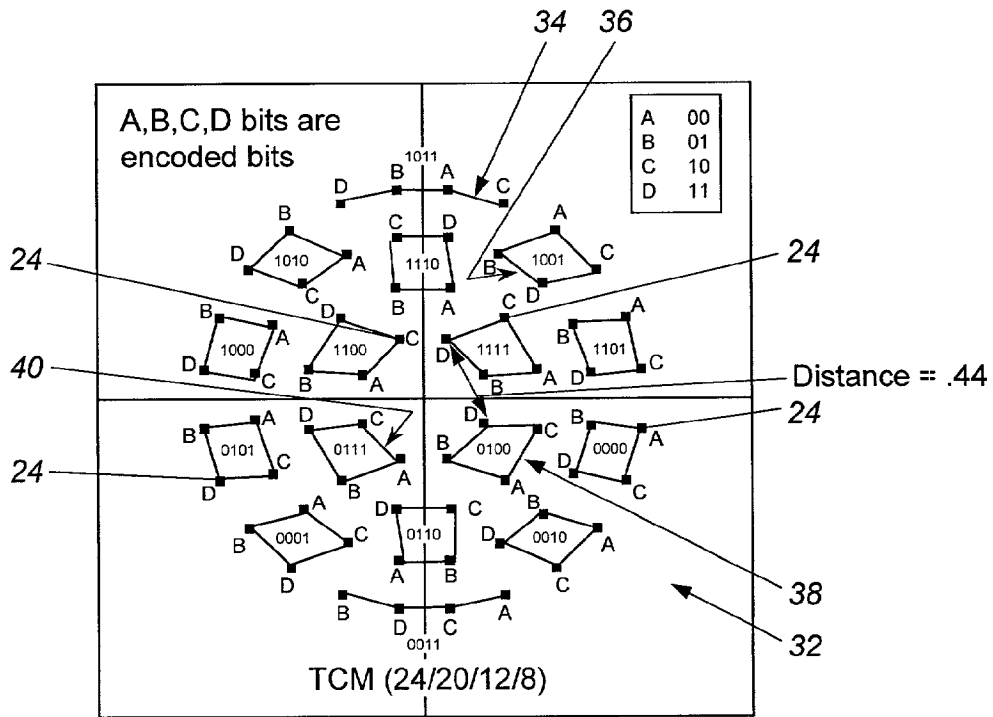 34 36
A,B,C,D bits are
encoded bits
A 00
B 01
C 10
D 11
1011
D B A C
B C D A
24 D 1010 A 1110 B 1001 C 24
C B A D
B D C A
1000 A 1100 C D 1111 B 1101
D C B A B A D C
40 Distance = .44
A D C D B 24
B 0101 0111 B 0100 C 0000 A
24 D C B A A D C
A D C B
B 0001 C 0110 D 0010 A
D A B C
38
B D C A
0011
32
TCM (24/20/12/8)